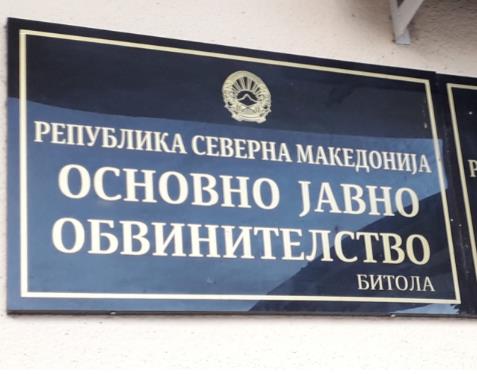 РЕПУБЛИКА СЕВЕРНА МАКЕДОНИЈА
ОСНОВНО ЈАВНО
ОБВИНИТЕЛСТВО
БИТОЛА